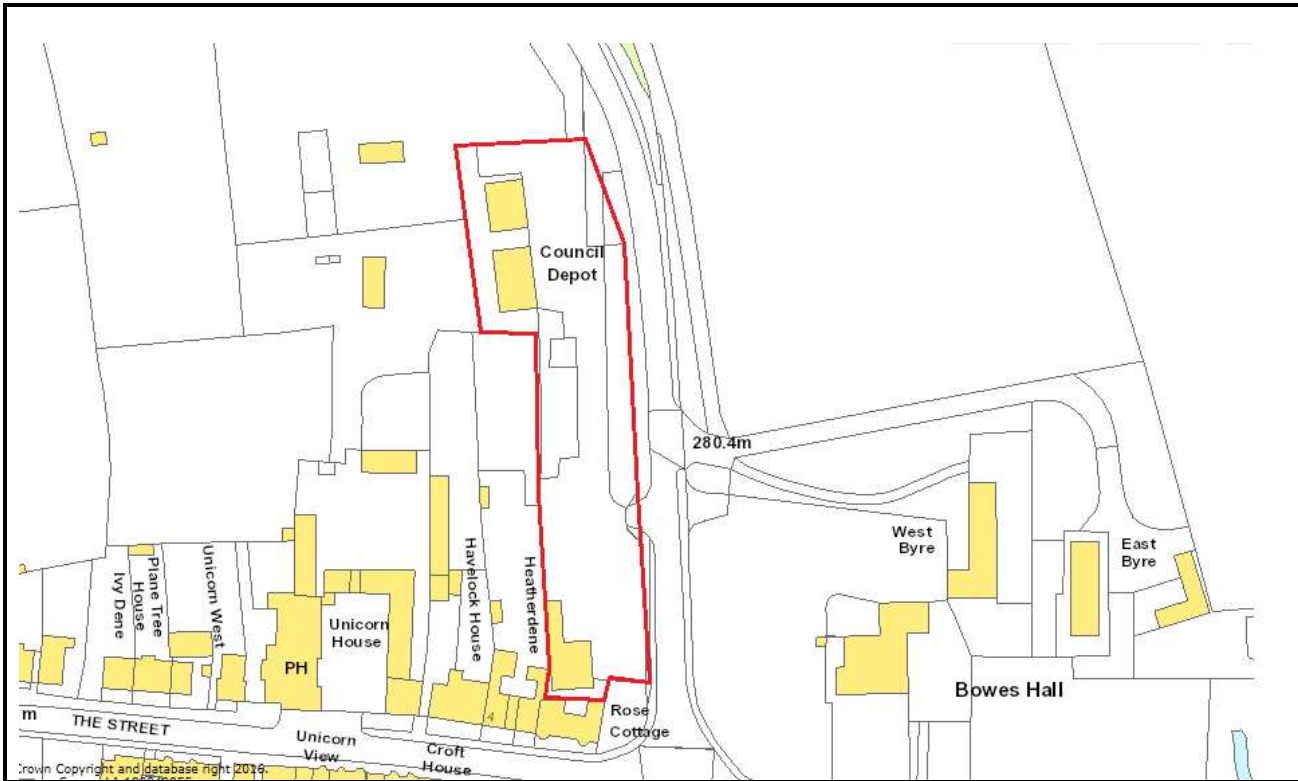 Council
Depot
280.4m
West
Byre
East
Byre
Bowes Hall
Ivy Dene
Plane Tree
House
Unicorn West
PH
Unicorn
House
Havelock House
Heatherdene
4
Rose
Cottage
m
THE STREET
Unicorn
View
Croft
House
Crown Copyright and database right 2026.